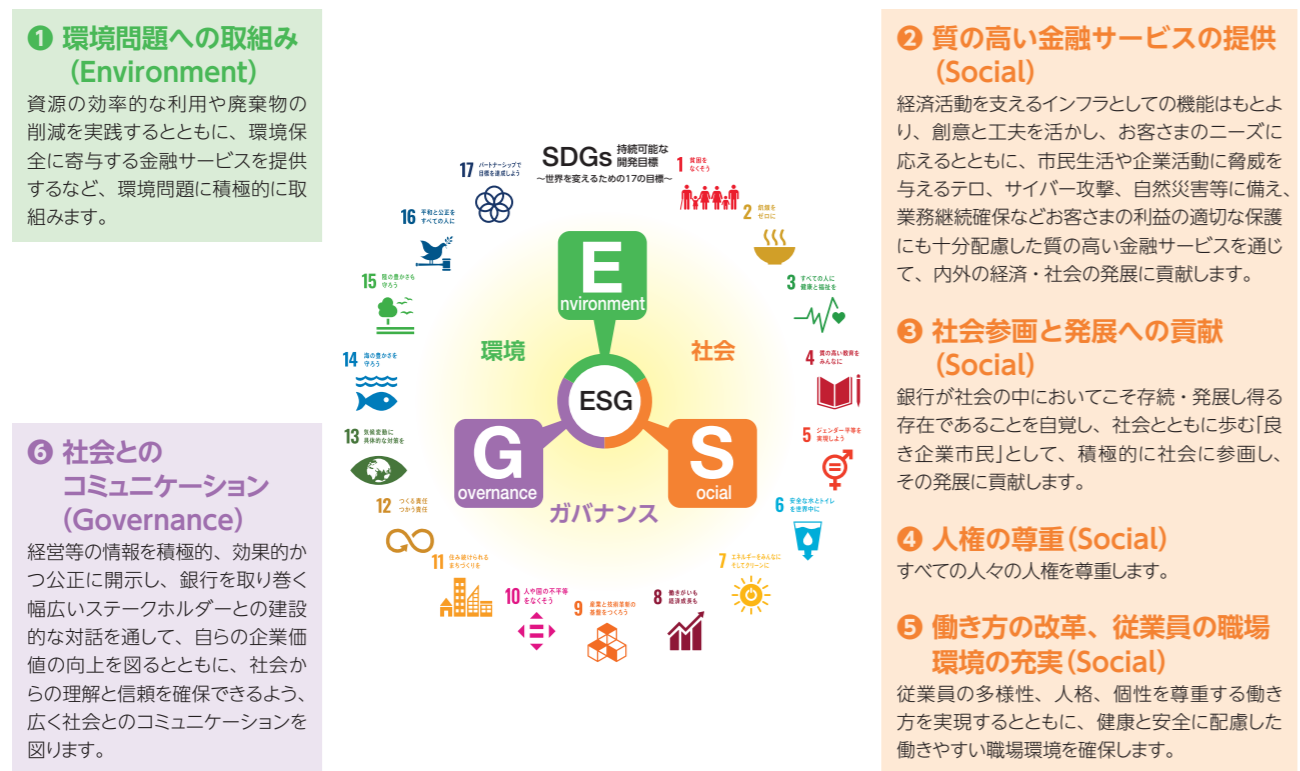 ❶ 環境問題への取組み
(Environment)
資源の効率的な利用や廃棄物の
削減を実践するとともに、環境保
全に寄与する金融サービスを提供
するなど、環境問題に積極的に取
組みます。
❻ 社会との
コミュニケーション
(Governance)
経営等の情報を積極的、効果的か
つ公正に開示し、銀行を取り巻く
幅広いステークホルダーとの建設
的な対話を通して、自らの企業価
値の向上を図るとともに、社会か
らの理解と信頼を確保できるよう、
広く社会とのコミュニケーションを
図ります。
SDGs 持続可能な
開発目標
～世界を変えるための17の目標～
1 貧困を
なくそう
2 飢餓を
ゼロに
3 すべての人に
健康と福祉を
4 質の高い教育を
みんなに
5 ジェンダー平等を
実現しよう
6 安全な水とトイレ
を世界中に
7 エネルギーをみんなに
そしてクリーンに
8 働きがいも
経済成長も
9 産業と技術革新の
基盤をつくろう
10 人や国の不平等
をなくそう
11 住み続けられる
まちづくりを
12 つくる責任
つかう責任
13 気候変動に
具体的な対策を
14 海の豊かさを
守ろう
15 陸の豊かさも
守ろう
16 平和と公正を
すべての人に
17 パートナーシップで
目標を達成しよう
E
nvironment
環境
社会
ESG
G
overnance
S
ocial
ガバナンス
❷ 質の高い金融サービスの提供
(Social)
経済活動を支えるインフラとしての機能はもとよ
り、創意と工夫を活かし、お客さまのニーズに
応えるとともに、市民生活や企業活動に脅威を
与えるテロ、サイバー攻撃、自然災害等に備え、
業務継続確保などお客さまの利益の適切な保護
にも十分配慮した質の高い金融サービスを通じ
て、内外の経済・社会の発展に貢献します。
❸ 社会参画と発展への貢献
(Social)
銀行が社会の中においてこそ存続・発展し得る
存在であることを自覚し、社会とともに歩む「良
き企業市民」として、積極的に社会に参画し、
その発展に貢献します。
❹ 人権の尊重(Social)
すべての人々の人権を尊重します。
❺ 働き方の改革、従業員の職場
環境の充実(Social)
従業員の多様性、人格、個性を尊重する働き
方を実現するとともに、健康と安全に配慮した
働きやすい職場環境を確保します。